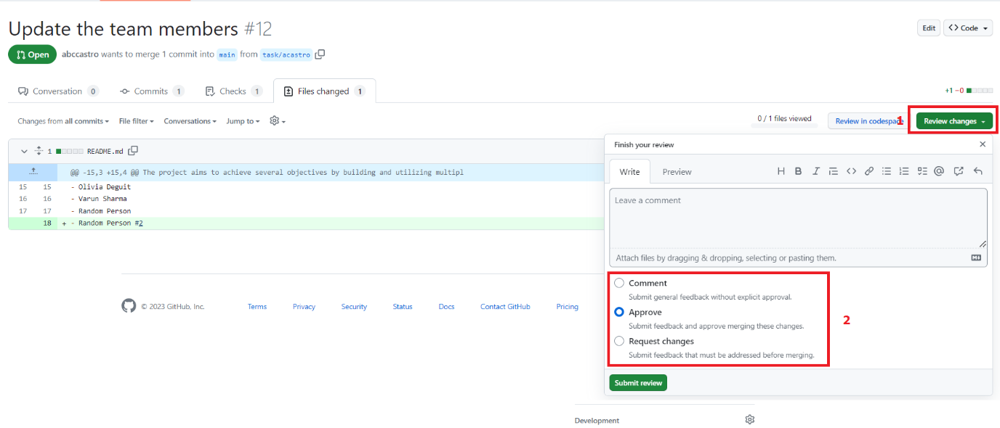 Update the team members #12
Edit
Code
Open
abccastro wants to merge 1 commit into main from task/acastro
Conversation 0
Commits 1
Checks 1
Files changed 1
+1 −0
Changes from all commits
File filter
Conversations
Jump to
0 / 1 files viewed
Review in codespace
1
Review changes
1 README.md
@@ -15,3 +15,4 @@ The project aims to achieve several objectives by building and utilizing multipl
15 15 - Olivia Deguit
16 16 - Varun Sharma
17 17 - Random Person
18 + - Random Person #2
Finish your review
Write
Preview
Leave a comment
Attach files by dragging & dropping, selecting or pasting them.
Comment
Submit general feedback without explicit approval.
Approve
Submit feedback and approve merging these changes.
Request changes
Submit feedback that must be addressed before merging.
2
Submit review
© 2023 GitHub, Inc.
Terms
Privacy
Security
Status
Docs
Contact GitHub
Pricing
Development